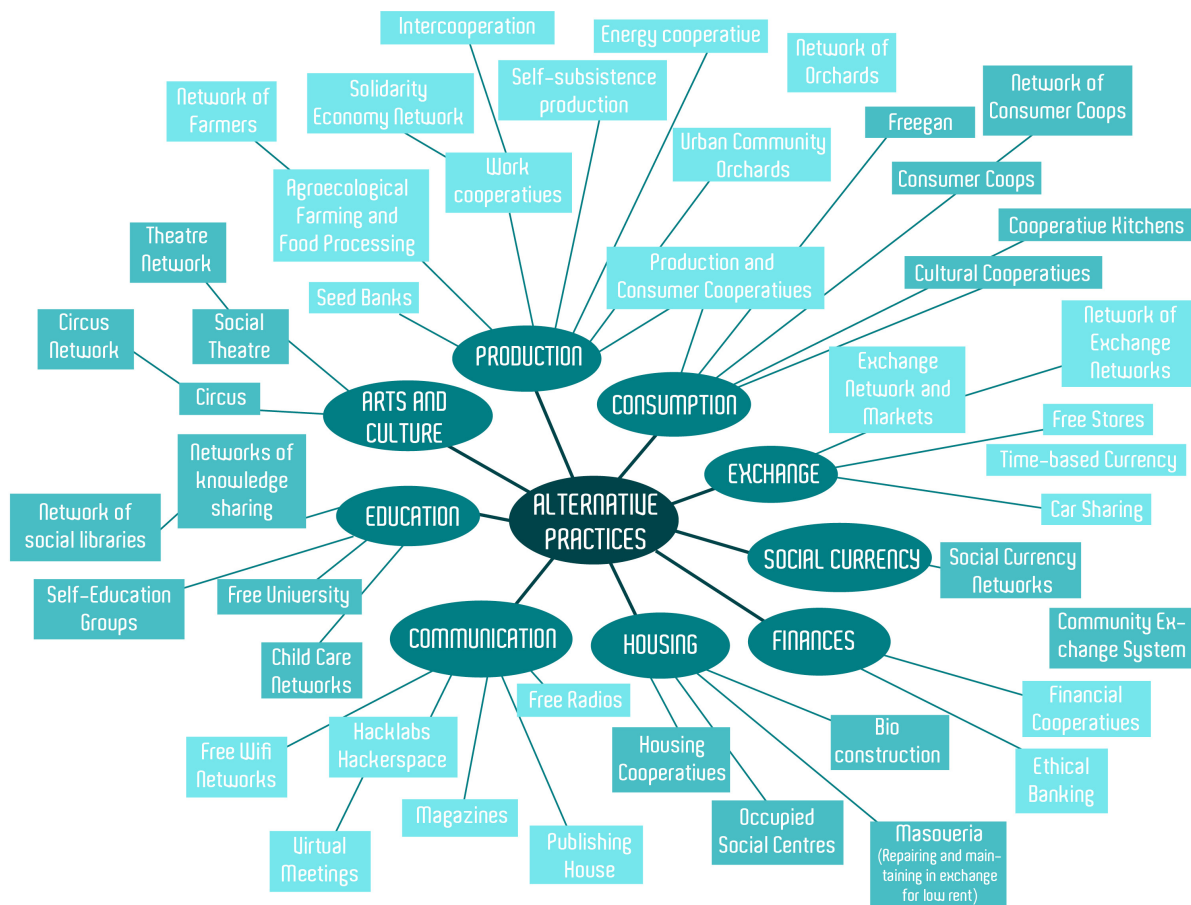 Intercooperation
Energy cooperative
Network of
Orchards
Solidarity
Economy Network
Self-subsistence
production
Network of
Consumer Coops
Network of
Farmers
Freegan
Urban Community
Orchards
Work
cooperatives
Consumer Coops
Agroecological
Farming and
Food Processing
Cooperative Kitchens
Theatre
Network
Production and
Consumer Cooperatives
Cultural Cooperatives
Seed Banks
Network of
Exchange
Networks
Circus
Network
Social
Theatre
PRODUCTION
Exchange
Network and
Markets
Circus
ARTS AND
CULTURE
CONSUMPTION
Free Stores
Networks of
knowledge
sharing
EXCHANGE
Time-based Currency
Network of
social libraries
EDUCATION
ALTERNATIVE
PRACTICES
Car Sharing
SOCIAL CURRENCY
Social Currency
Networks
Self-Education
Groups
Free University
COMMUNICATION
HOUSING
FINANCES
Community Ex-
change System
Child Care
Networks
Free Radios
Financial
Cooperatives
Free Wifi
Networks
Hacklabs
Hackerspace
Housing
Cooperatives
Bio
construction
Ethical
Banking
Magazines
Occupied
Social Centres
Virtual
Meetings
Publishing
House
Masoveria
(Repairing and main-
taining in exchange
for low rent)